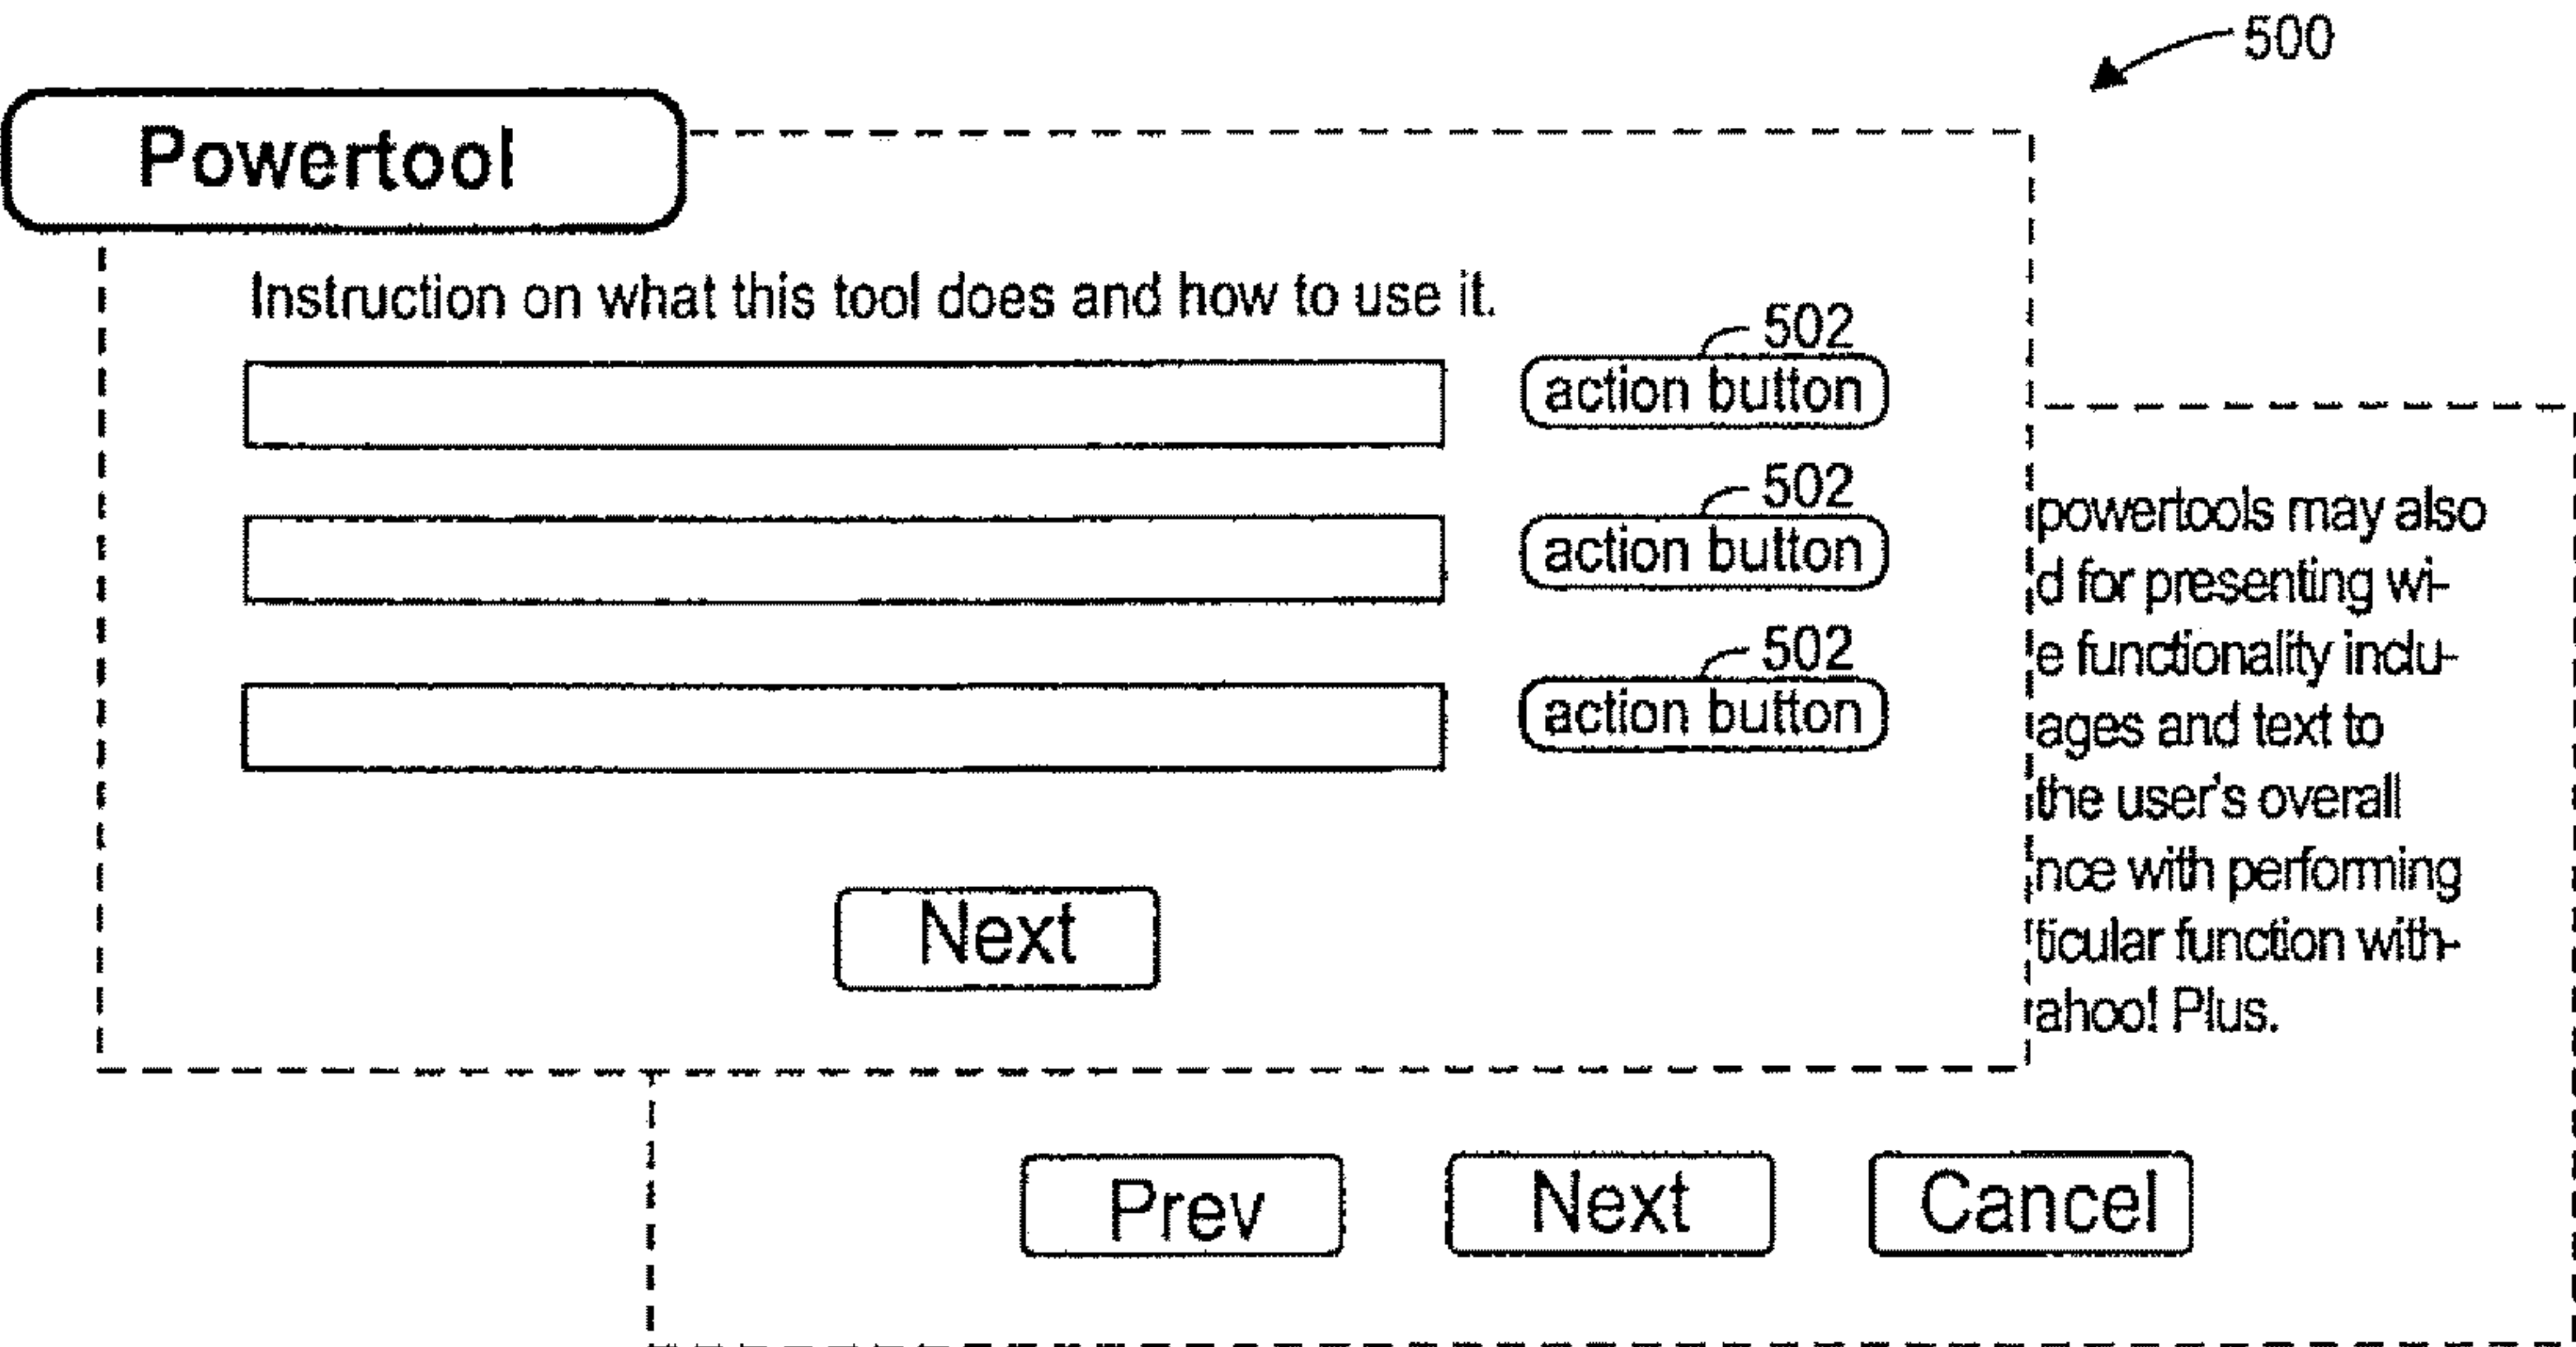 500
Powertool
Instruction on what this tool does and how to use it.
502
action button
502
action button
502
action button
Next
powertools may also
d for presenting wi-
e functionality inclu-
ages and text to
the user's overall
nce with performing
ticular function with-
ahoo! Plus.
Prev Next Cancel